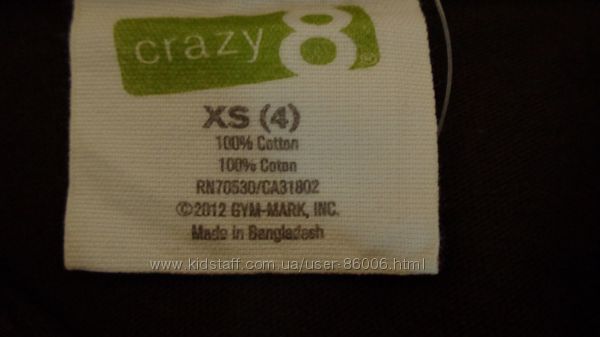 crazy 8®
XS (4)
100% Cotton
100% Coton
RN70530/CA31802
©2012 GYM-MARK, INC.
Made in Bangladesh
www.kidstaff.com.ua/user-86006.html